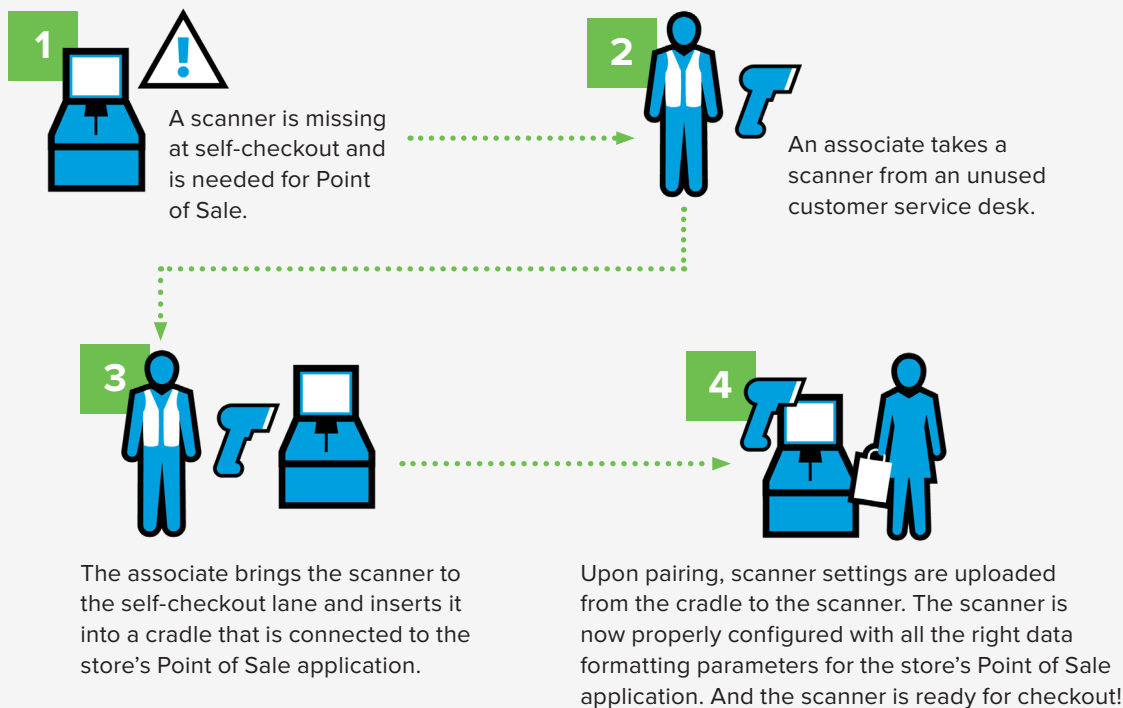 1
A scanner is missing
at self-checkout and
is needed for Point
of Sale.
2
An associate takes a
scanner from an unused
customer service desk.
3
The associate brings the scanner to
the self-checkout lane and inserts it
into a cradle that is connected to the
store’s Point of Sale application.
4
Upon pairing, scanner settings are uploaded
from the cradle to the scanner. The scanner is
now properly configured with all the right data
formatting parameters for the store’s Point of Sale
application. And the scanner is ready for checkout!